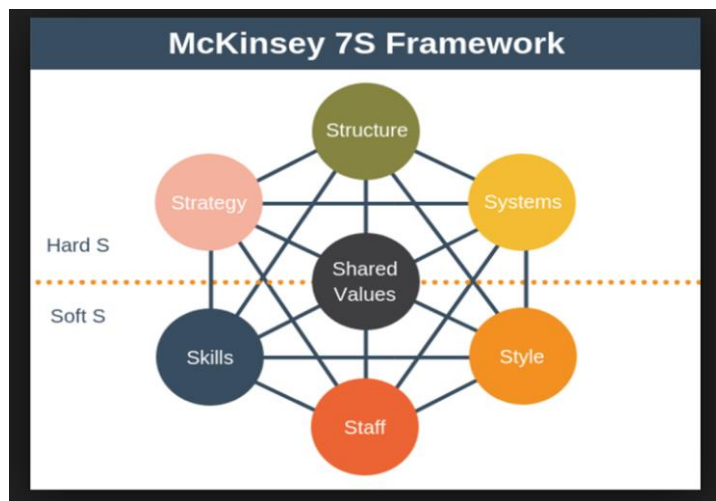 McKinsey 7S Framework
Structure
Strategy
Systems
Hard S
Shared
Values
Soft S
Skills
Style
Staff